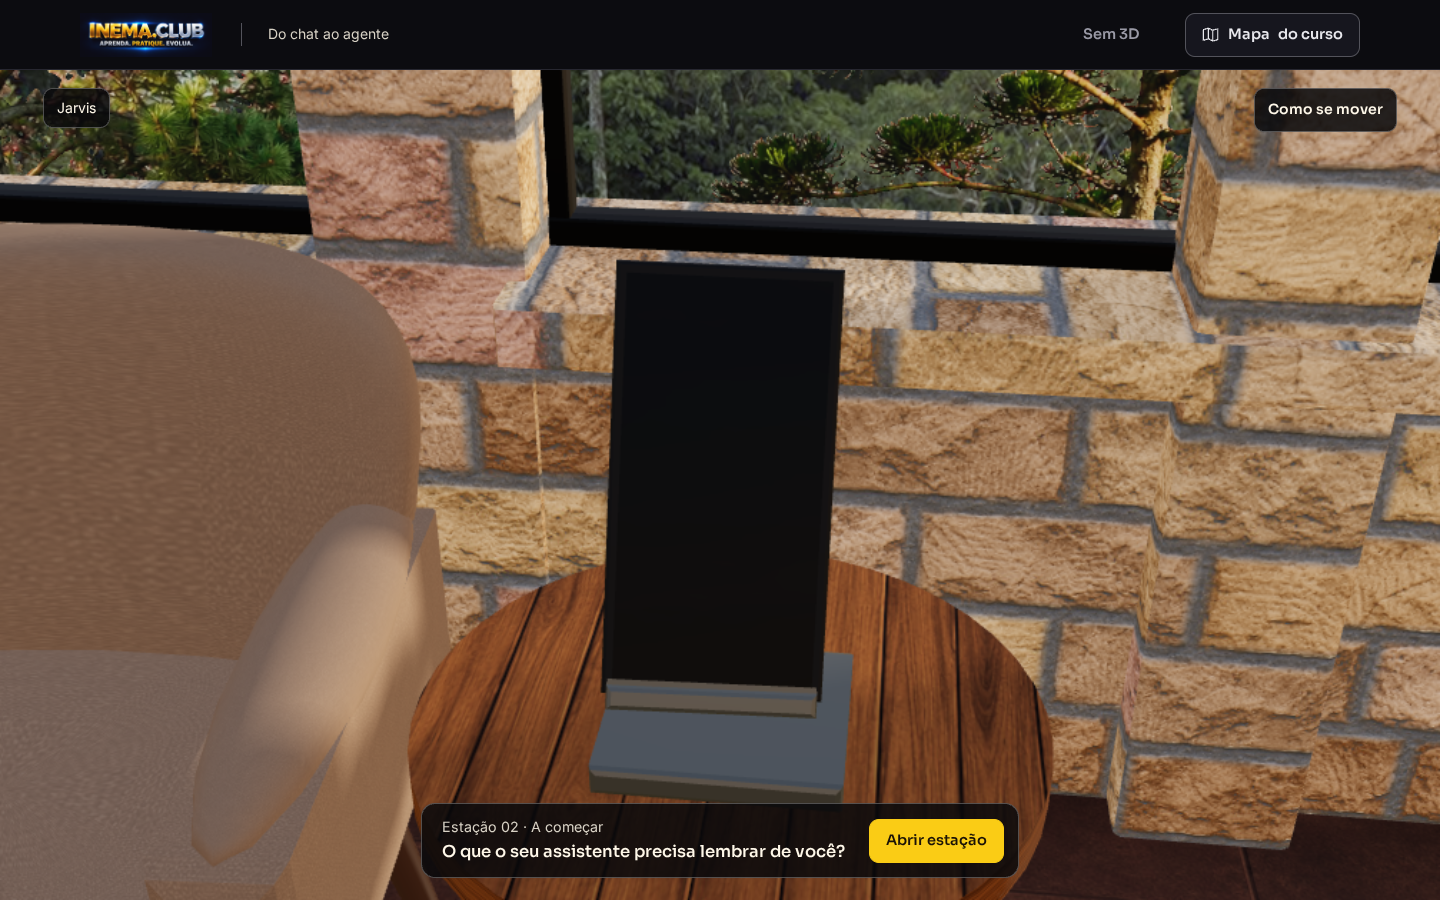 INEMA.CLUB
APRENDA. PRATIQUE. EVOLUA.
Do chat ao agente
Sem 3D
Mapa do curso
Jarvis
Como se mover
Estação 02 · A começar
O que o seu assistente precisa lembrar de você?
Abrir estação